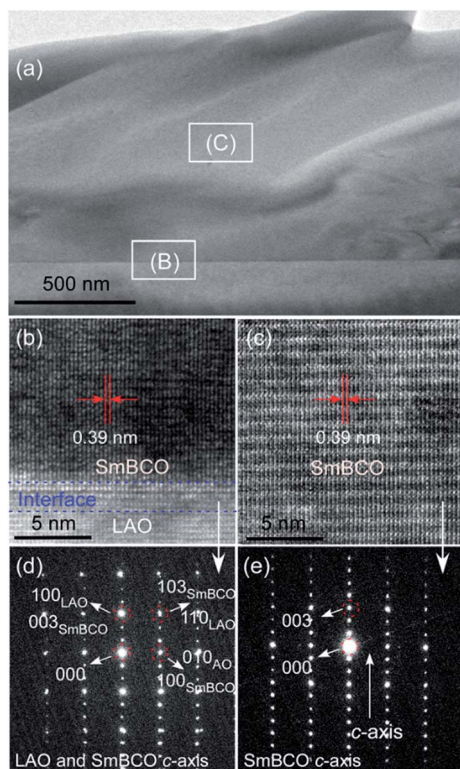 (a)
(C)
(B)
500 nm
(b)
0.39 nm
SmBCO
Interface
5 nm
LAO
(c)
0.39 nm
SmBCO
5 nm
(d)
100LAO
003SmBCO
103SmBCO
110LAO
000
010AO
100SmBCO
LAO and SmBCO c-axis
(e)
003
000
c-axis
SmBCO c-axis